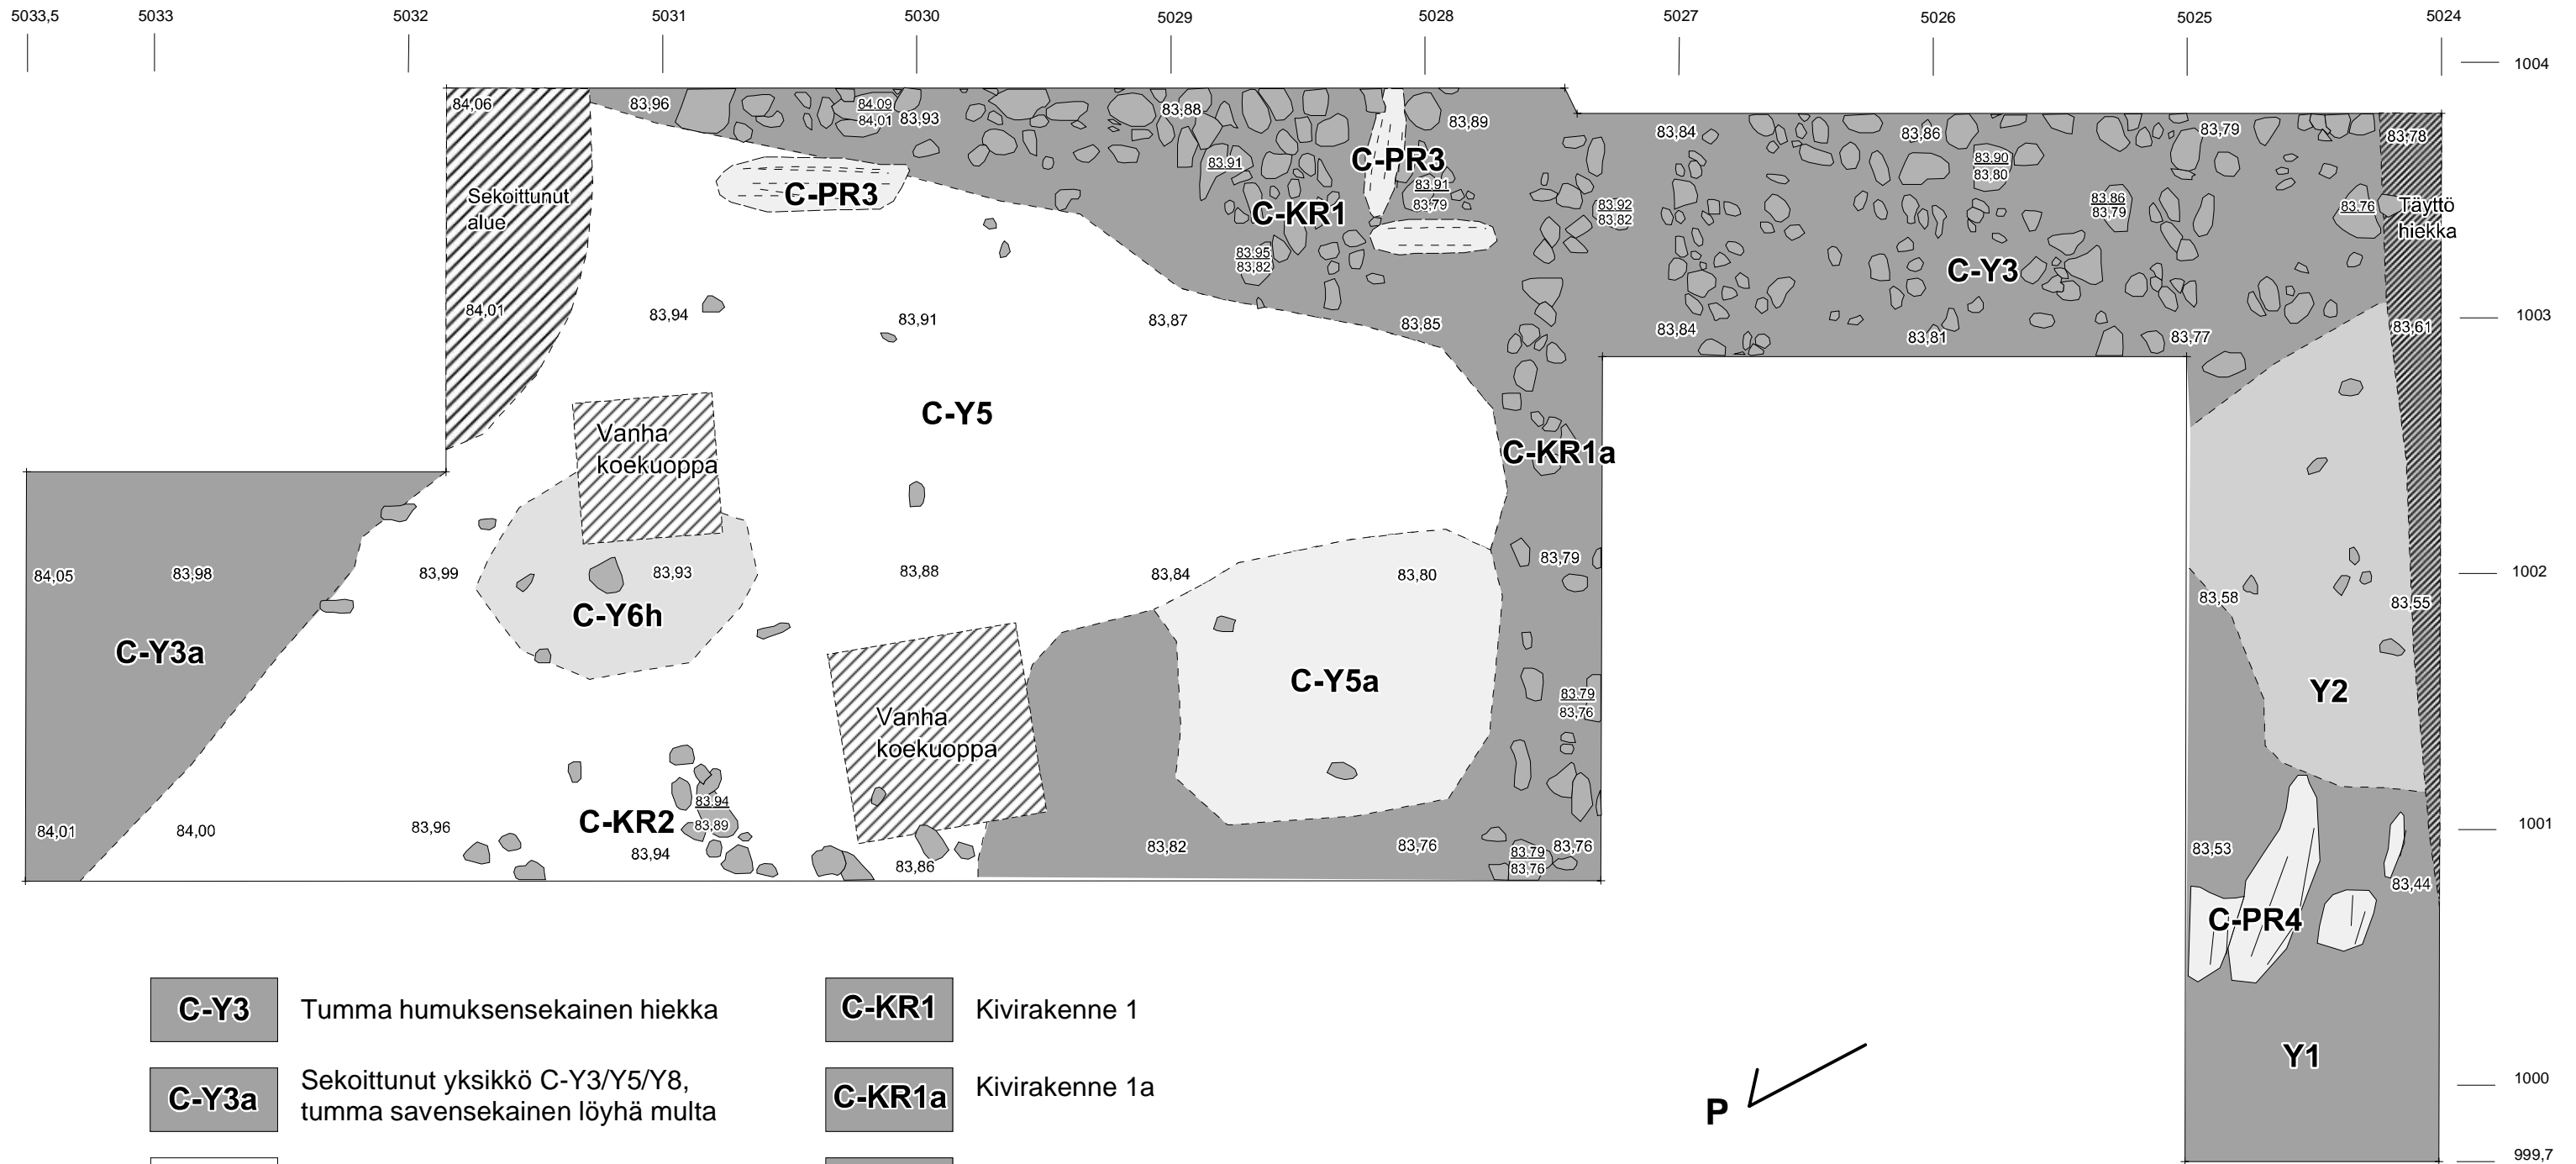 5033,5 5033 5032 5031 5030 5029 5028 5027 5026 5025 5024
1004
84,06 83,96 84.09 83,93 83,88 83,89 83,84 83,86 83,79 83,78
84,01
83.91 C-PR3 83.90
83,80
C-PR3 83.91
83,79
Sekoittunut
alue
C-KR1 83.92
83,82
83.86
83,79
83.76 Täyttö
hiekka
83.95
83,82
C-Y3
84,01 83,94 83,91 83,87 83,85 83,84 83,81 83,77 83,61 1003
C-Y5
Vanha
koekuoppa
C-KR1a
84,05 83,98 83,99 83,93 83,88 83,84 83,80 83,79 83,58 83,55 1002
C-Y6h
C-Y3a
C-Y5a
Y2
83.79
83,76
Vanha
koekuoppa
83.94
83,89
C-KR2
84,01 84,00 83,96 83,94 83,86 83,82 83,76 83.79 83,76 83,53 83,44 1001
83,76
C-PR4
C-Y3 Tumma humuksensekainen hiekka
C-KR1 Kivirakenne 1
Y1
C-Y3a Sekoittunut yksikkö C-Y3/Y5/Y8,
tumma savensekainen löyhä multa
C-KR1a Kivirakenne 1a
P
1000
999,7